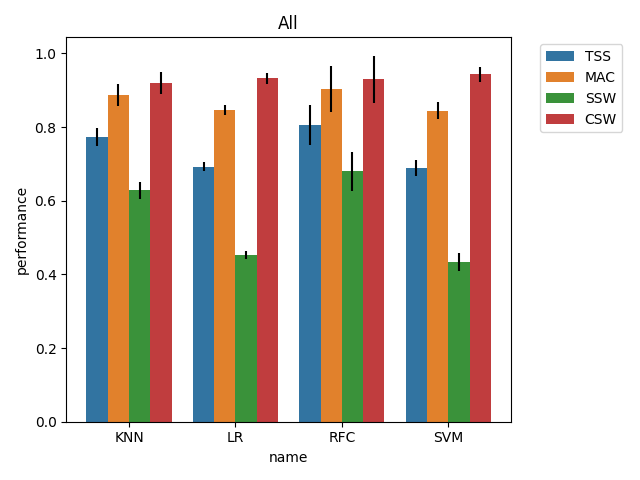 All
1.0
0.8
0.6
0.4
0.2
0.0
performance
KNN
LR
RFC
SVM
name
TSS
MAC
SSW
CSW